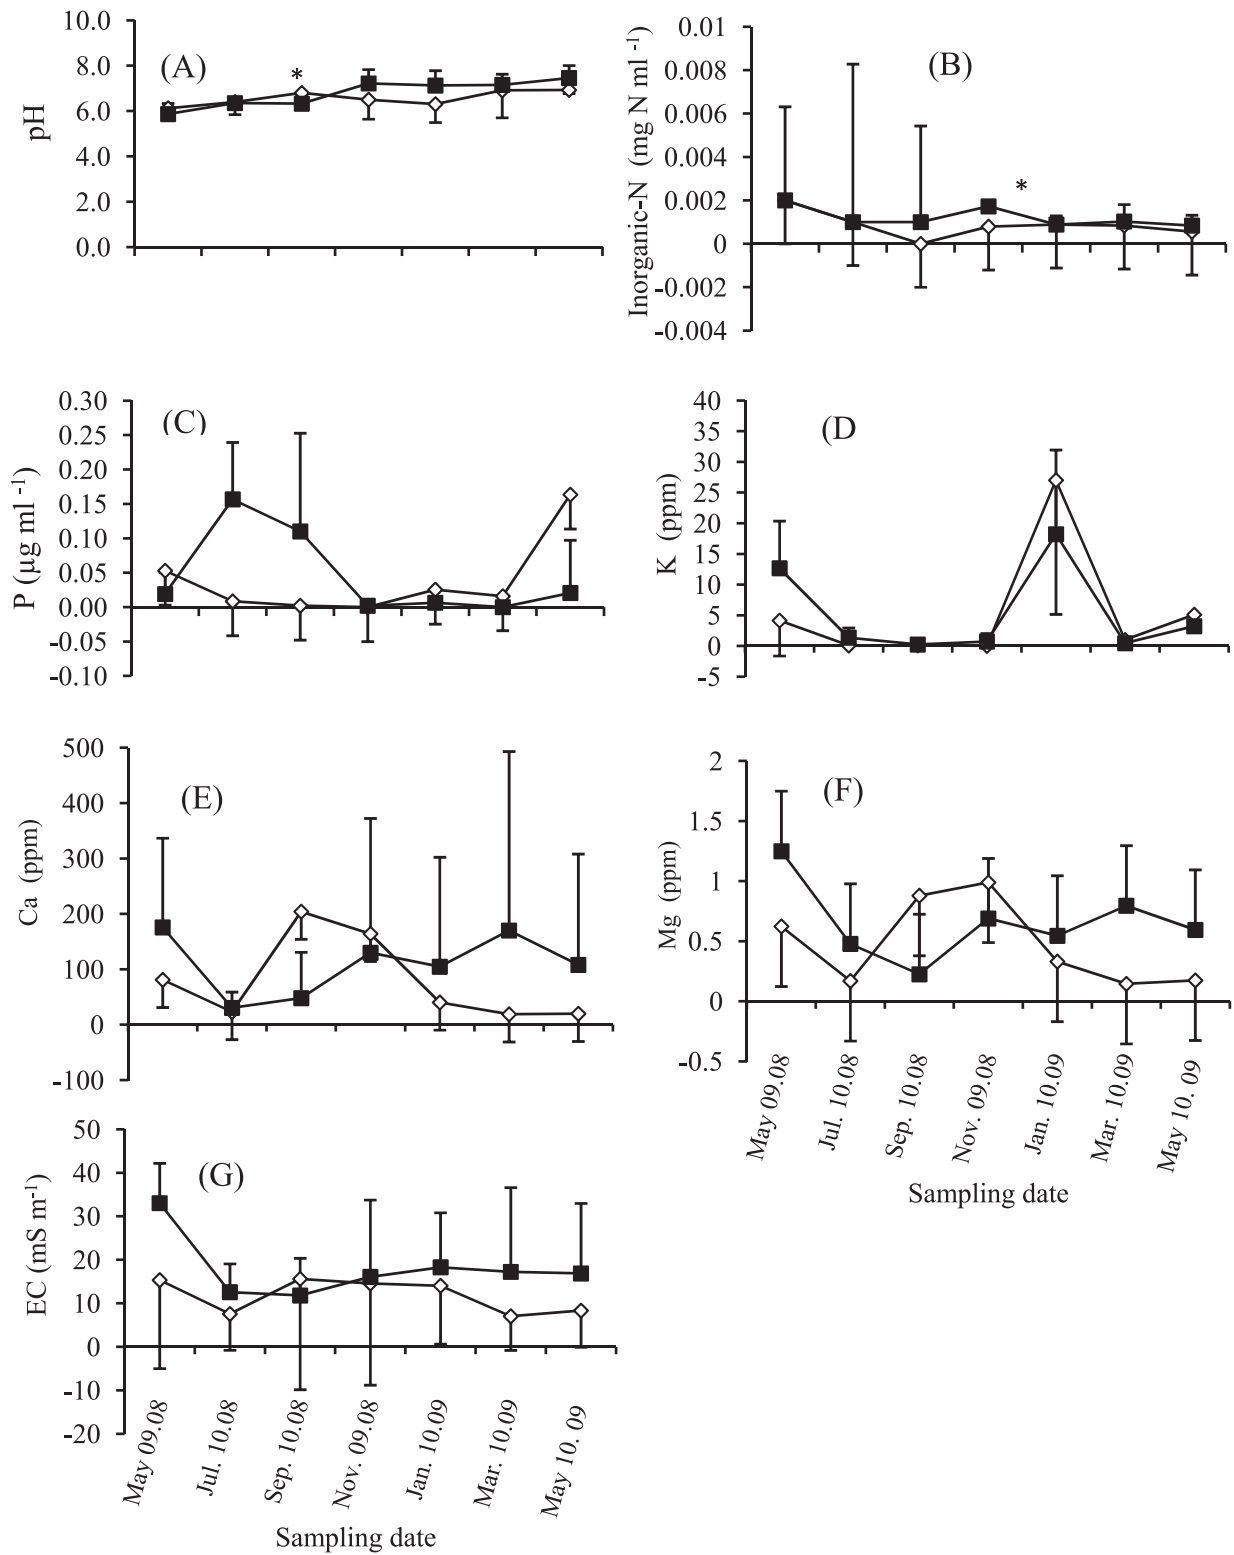 10.0
8.0
6.0
4.0
2.0
0.0
pH
(A)
*
0.01
0.008
0.006
0.004
0.002
0
-0.002
-0.004
Inorganic-N (mg N ml -1)
(B)
*
0.30
0.25
0.20
0.15
0.10
0.05
0.00
-0.05
-0.10
P (µg ml -1)
(C)
40
35
30
25
20
15
10
5
0
-5
K (ppm)
(D
500
400
300
200
100
0
-100
Ca (ppm)
(E)
2
1.5
1
0.5
0
-0.5
Mg (ppm)
(F)
May 09.08
Jul. 10.08
Sep. 10.08
Nov. 09.08
Jan. 10.09
Mar. 10.09
May 10. 09
Sampling date
50
40
30
20
10
0
-10
-20
EC (mS m-1)
(G)
May 09.08
Jul. 10.08
Sep. 10.08
Nov. 09.08
Jan. 10.09
Mar. 10.09
May 10. 09
Sampling date